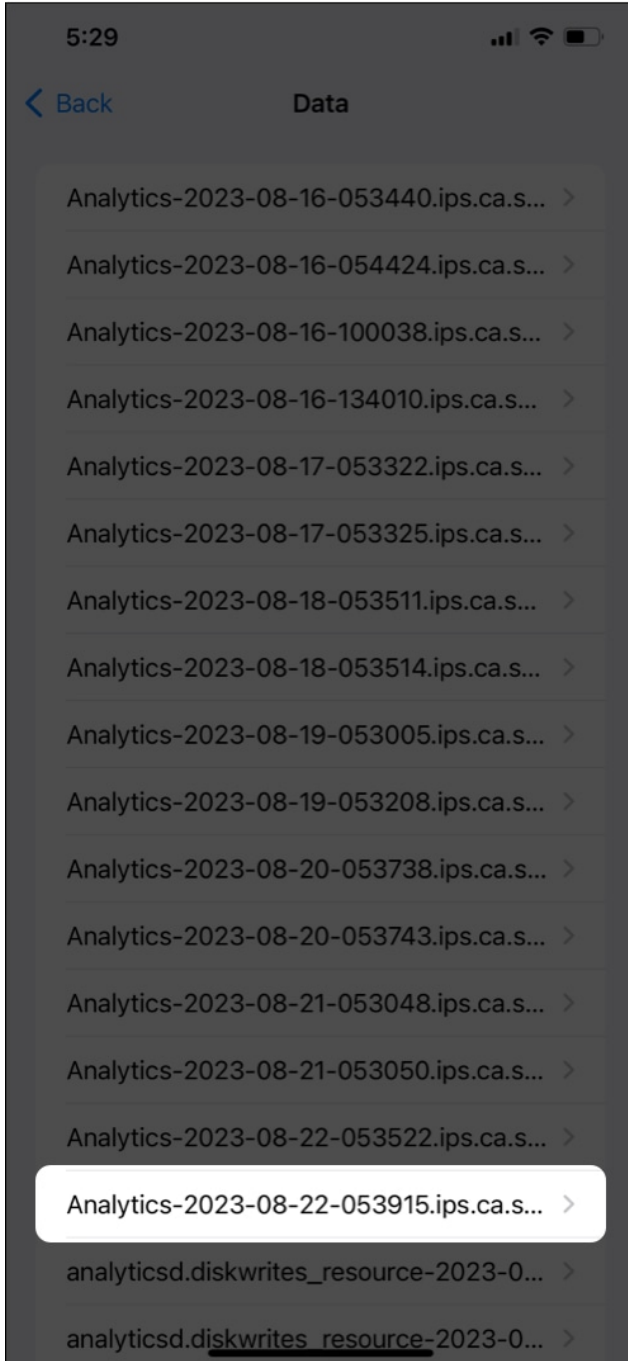 5:29
Back
Data
Analytics-2023-08-16-053440.ips.ca.s...
Analytics-2023-08-16-054424.ips.ca.s...
Analytics-2023-08-16-100038.ips.ca.s...
Analytics-2023-08-16-134010.ips.ca.s...
Analytics-2023-08-17-053322.ips.ca.s...
Analytics-2023-08-17-053325.ips.ca.s...
Analytics-2023-08-18-053511.ips.ca.s...
Analytics-2023-08-18-053514.ips.ca.s...
Analytics-2023-08-19-053005.ips.ca.s...
Analytics-2023-08-19-053208.ips.ca.s...
Analytics-2023-08-20-053738.ips.ca.s...
Analytics-2023-08-20-053743.ips.ca.s...
Analytics-2023-08-21-053048.ips.ca.s...
Analytics-2023-08-21-053050.ips.ca.s...
Analytics-2023-08-22-053522.ips.ca.s...
Analytics-2023-08-22-053915.ips.ca.s...
analyticsd.diskwrites_resource-2023-0...
analyticsd.diskwrites_resource-2023-0...